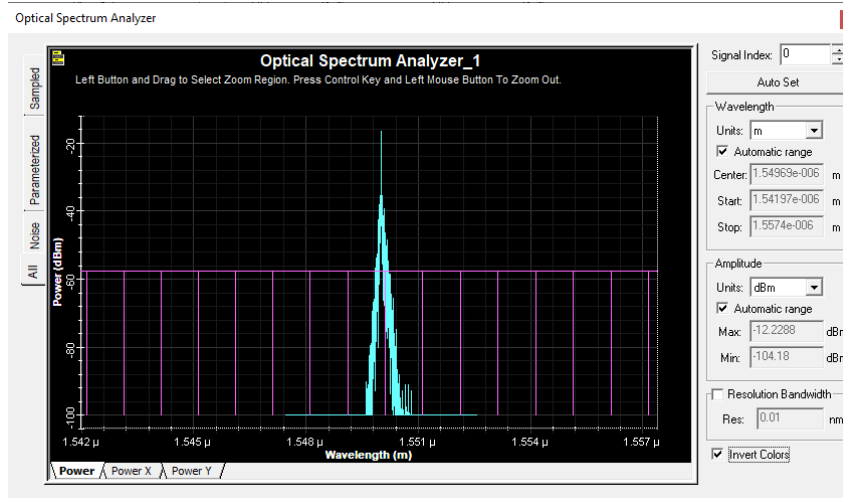 Optical Spectrum Analyzer
Optical Spectrum Analyzer_1
Left Button and Drag to Select Zoom Region. Press Control Key and Left Mouse Button To Zoom Out.
Sampled
Parameterized
Noise
All
Power (dBm)
-20
-40
-60
-80
-100
1.542 µ
1.545 µ
1.548 µ
1.551 µ
1.554 µ
1.557 µ
Wavelength (m)
Power
Power X
Power Y
Signal Index: 0
Auto Set
Wavelength
Units: m
Automatic range
Center: 1.54969e-006 m
Start: 1.54197e-006 m
Stop: 1.5574e-006 m
Amplitude
Units: dBm
Automatic range
Max: -12.2288 dBm
Min: -104.18 dBm
Resolution Bandwidth
Res: 0.01 nm
Invert Colors